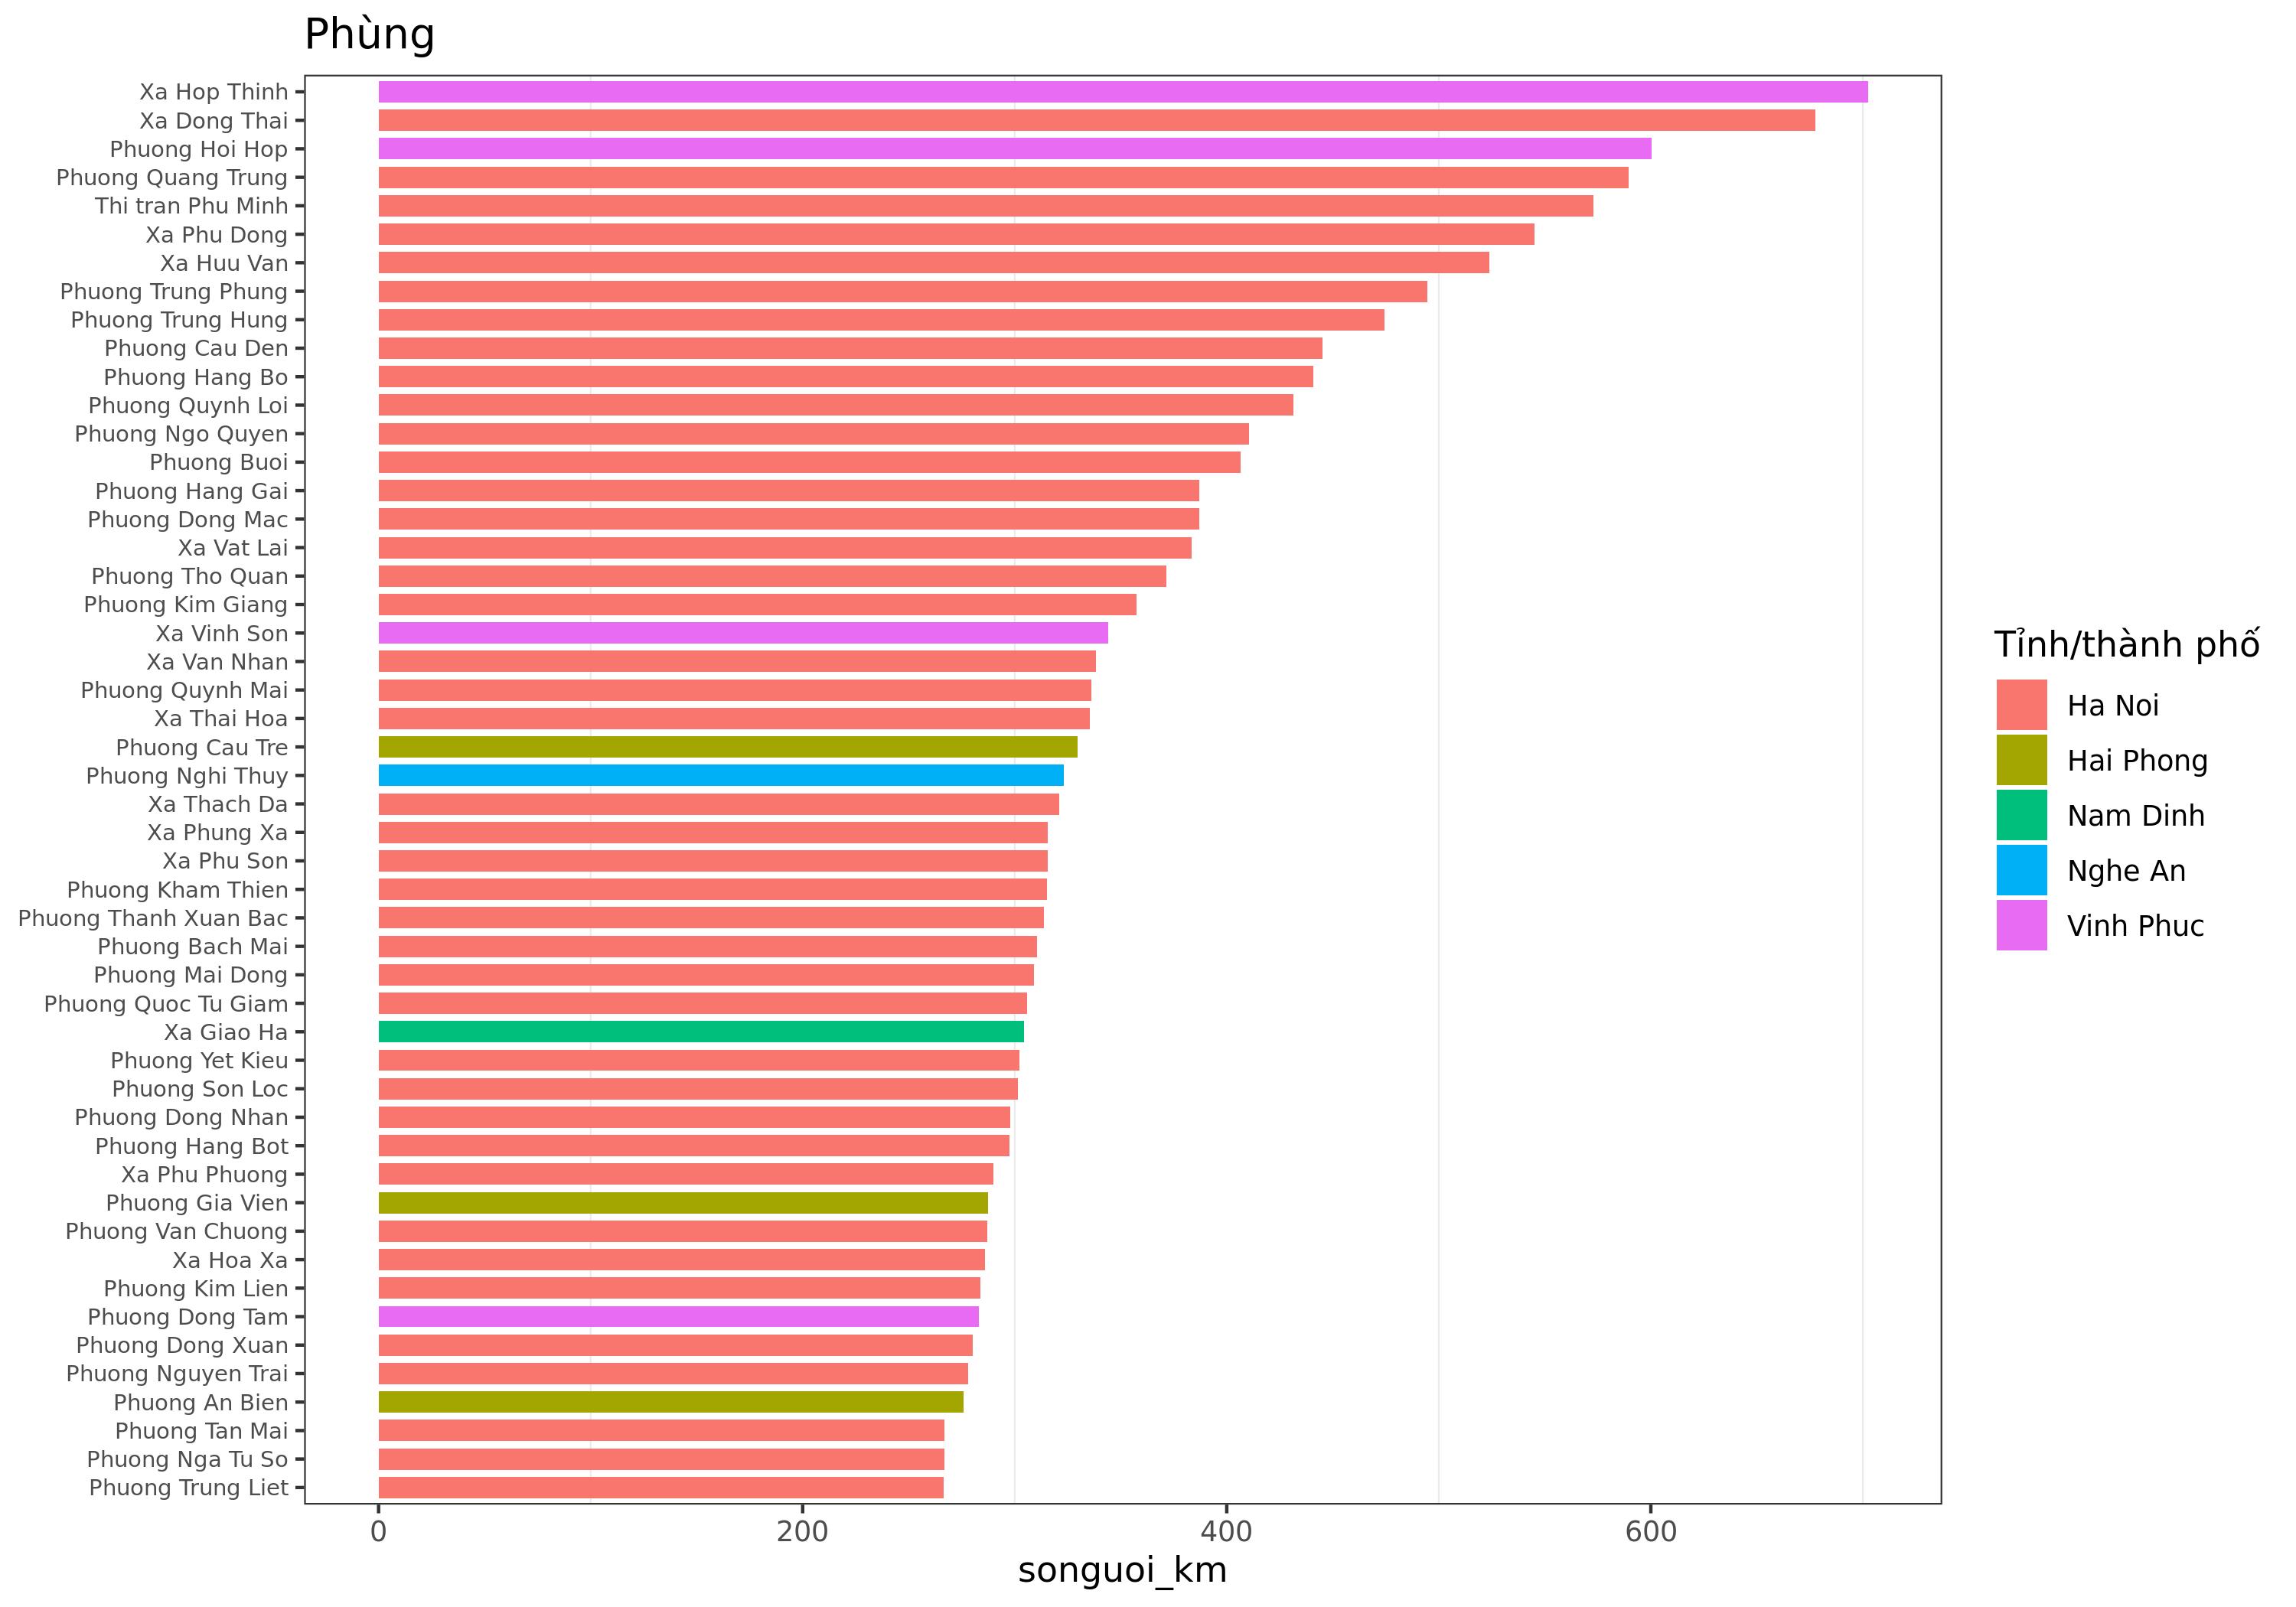 Phùng
Xa Hop Thinh
Xa Dong Thai
Phuong Hoi Hop
Phuong Quang Trung
Thi tran Phu Minh
Xa Phu Dong
Xa Huu Van
Phuong Trung Phung
Phuong Trung Hung
Phuong Cau Den
Phuong Hang Bo
Phuong Quynh Loi
Phuong Ngo Quyen
Phuong Buoi
Phuong Hang Gai
Phuong Dong Mac
Xa Vat Lai
Phuong Tho Quan
Phuong Kim Giang
Xa Vinh Son
Xa Van Nhan
Phuong Quynh Mai
Xa Thai Hoa
Phuong Cau Tre
Phuong Nghi Thuy
Xa Thach Da
Xa Phung Xa
Xa Phu Son
Phuong Kham Thien
Phuong Thanh Xuan Bac
Phuong Bach Mai
Phuong Mai Dong
Phuong Quoc Tu Giam
Xa Giao Ha
Phuong Yet Kieu
Phuong Son Loc
Phuong Dong Nhan
Phuong Hang Bot
Xa Phu Phuong
Phuong Gia Vien
Phuong Van Chuong
Xa Hoa Xa
Phuong Kim Lien
Phuong Dong Tam
Phuong Dong Xuan
Phuong Nguyen Trai
Phuong An Bien
Phuong Tan Mai
Phuong Nga Tu So
Phuong Trung Liet
0 200 400 600
songuoi_km
Tỉnh/thành phố
Ha Noi
Hai Phong
Nam Dinh
Nghe An
Vinh Phuc